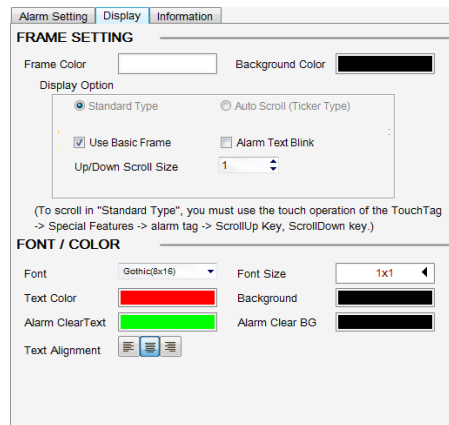 Alarm Setting Display Information
FRAME SETTING
Frame Color Background Color
Display Option
Standard Type Auto Scroll (Ticker Type)
Use Basic Frame Alarm Text Blink
Up/Down Scroll Size 1
(To scroll in "Standard Type", you must use the touch operation of the TouchTag
-> Special Features -> alarm tag -> ScrollUp Key, ScrollDown key.)
FONT / COLOR
Font Gothic(8x16) Font Size 1x1
Text Color Background
Alarm ClearText Alarm Clear BG
Text Alignment